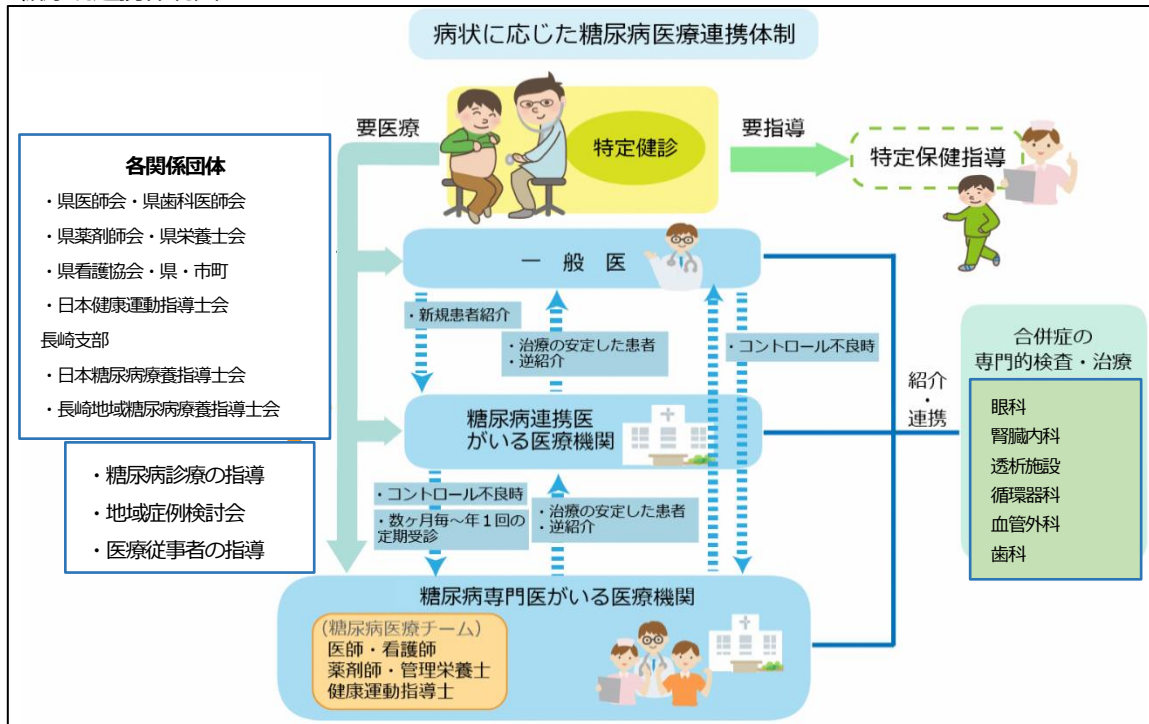 病状に応じた糖尿病医療連携体制
要医療
特定健診
要指導
特定保健指導
各関係団体
・県医師会・県歯科医師会
・県薬剤師会・県栄養士会
・県看護協会・県・市町
・日本健康運動指導士会
長崎支部
・日本糖尿病療養指導士会
・長崎地域糖尿病療養指導士会
・糖尿病診療の指導
・地域症例検討会
・医療従事者の指導
一般医
・新規患者紹介
・治療の安定した患者
・逆紹介
・コントロール不良時
糖尿病連携医
がいる医療機関
・コントロール不良時
・数ヶ月毎～年1回の
定期受診
・治療の安定した患者
・逆紹介
糖尿病専門医がいる医療機関
(糖尿病医療チーム)
医師・看護師
薬剤師・管理栄養士
健康運動指導士
紹介
・
連携
合併症の
専門的検査・治療
眼科
腎臓内科
透析施設
循環器科
血管外科
歯科